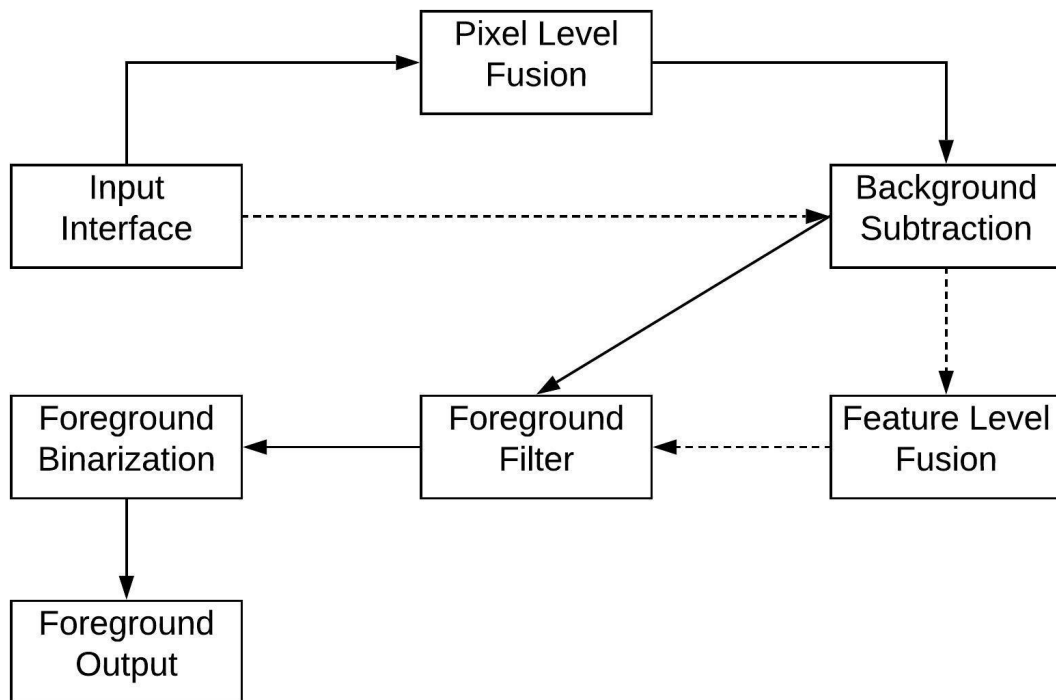 Pixel Level
Fusion
Input
Interface
Background
Subtraction
Foreground
Binarization
Foreground
Filter
Feature Level
Fusion
Foreground
Output